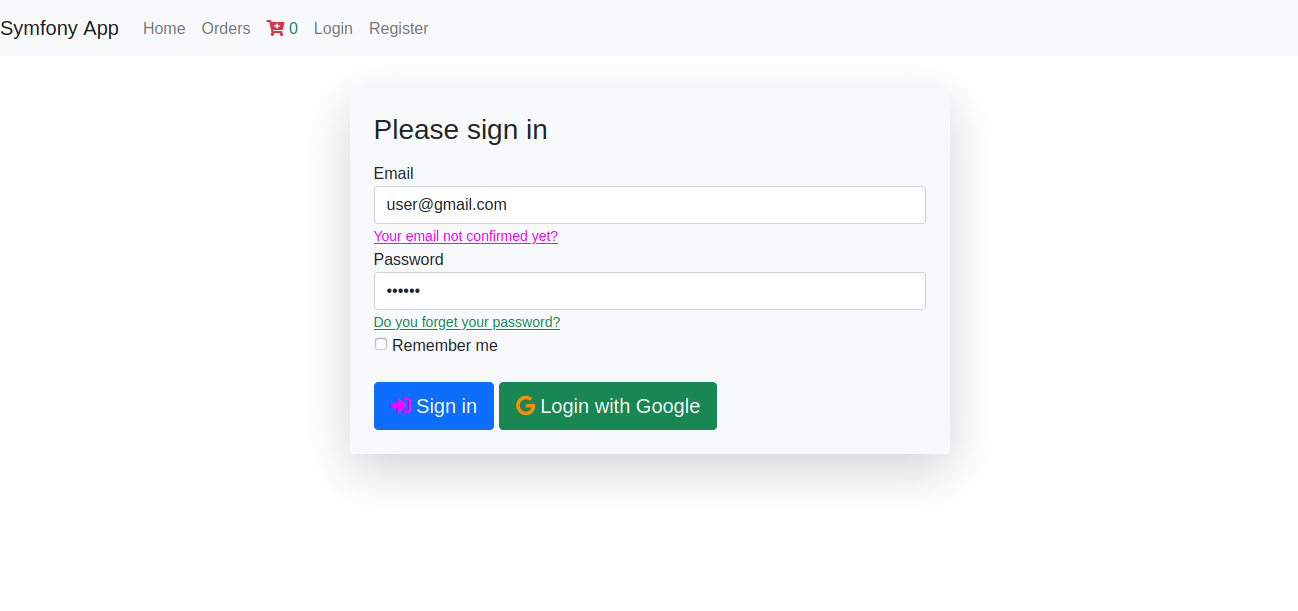 Symfony App Home Orders 0 Login Register
Please sign in
Email
user@gmail.com
Your email not confirmed yet?
Password
••••••
Do you forget your password?
Remember me
Sign in Login with Google